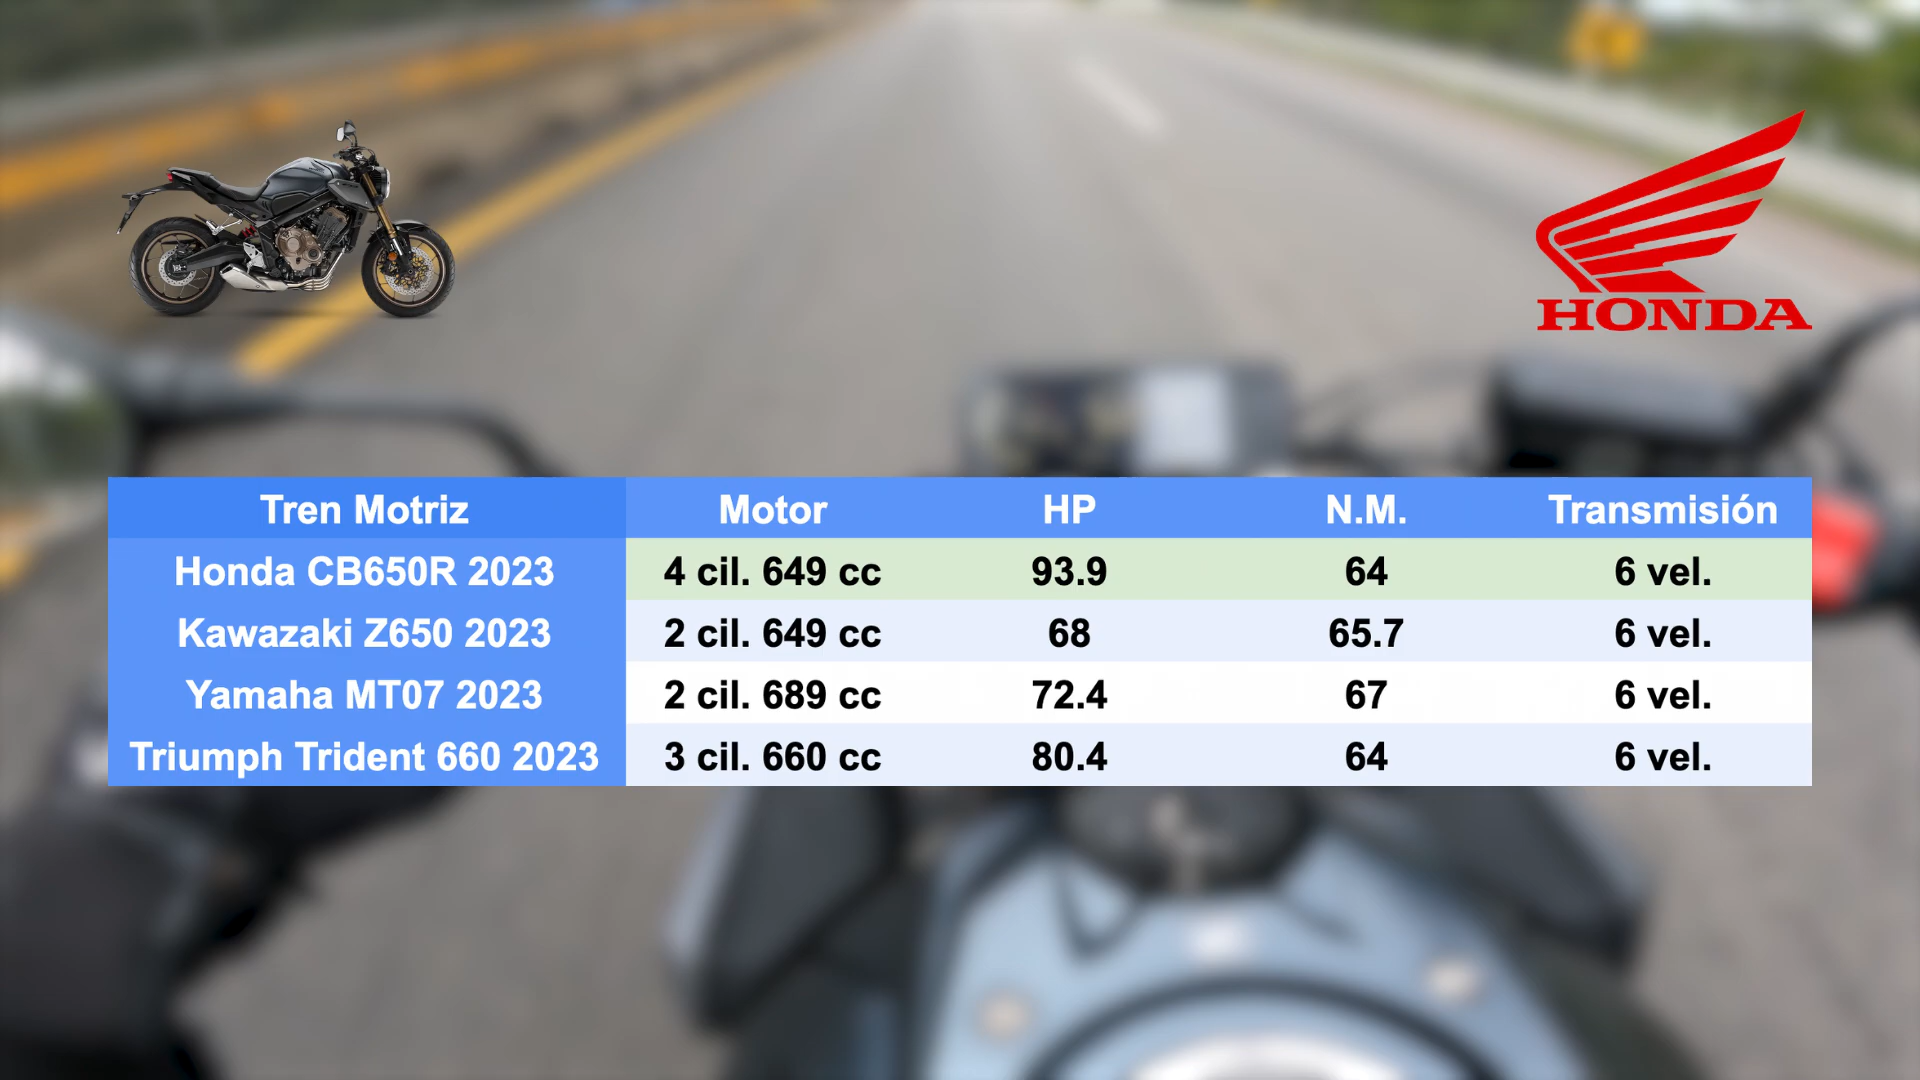 HONDA
Tren Motriz Motor HP N.M. Transmisión
Honda CB650R 2023 4 cil. 649 cc 93.9 64 6 vel.
Kawazaki Z650 2023 2 cil. 649 cc 68 65.7 6 vel.
Yamaha MT07 2023 2 cil. 689 cc 72.4 67 6 vel.
Triumph Trident 660 2023 3 cil. 660 cc 80.4 64 6 vel.